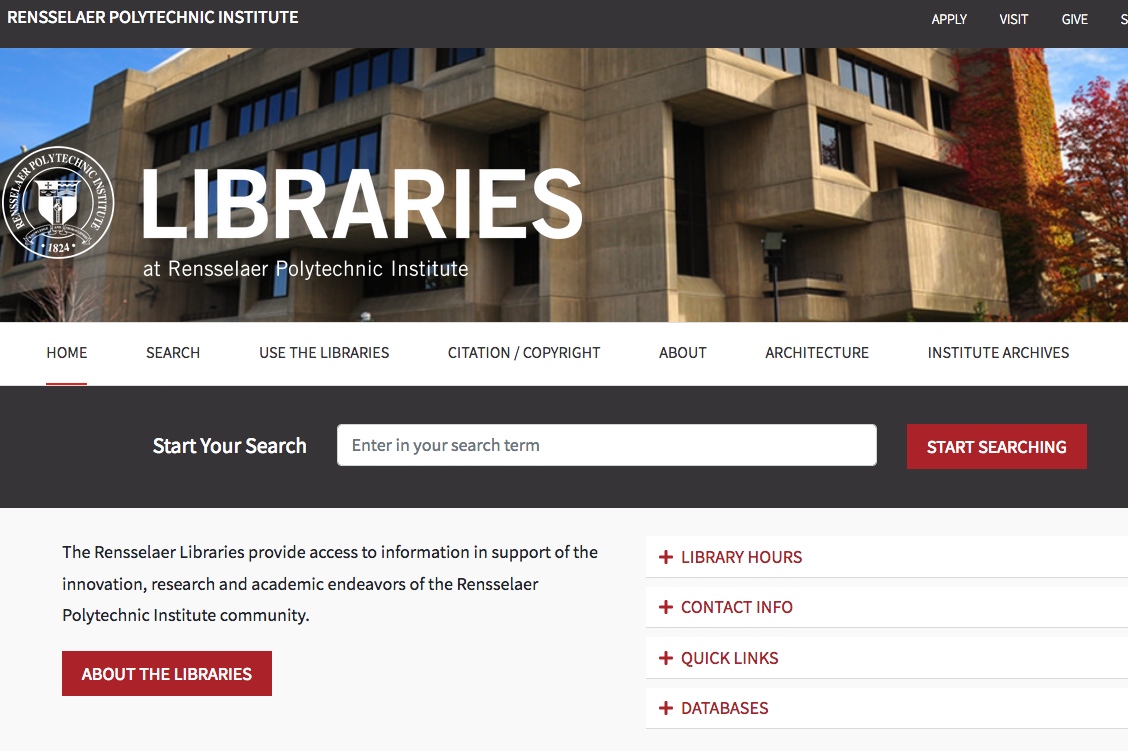 RENSSELAER POLYTECHNIC INSTITUTE
APPLY VISIT GIVE S
RENSSELAER POLYTECHNIC INSTITUTE
1824
LIBRARIES
at Rensselaer Polytechnic Institute
HOME SEARCH USE THE LIBRARIES CITATION / COPYRIGHT ABOUT ARCHITECTURE INSTITUTE ARCHIVES
Start Your Search
Enter in your search term
START SEARCHING
The Rensselaer Libraries provide access to information in support of the
innovation, research and academic endeavors of the Rensselaer
Polytechnic Institute community.
ABOUT THE LIBRARIES
LIBRARY HOURS
CONTACT INFO
QUICK LINKS
DATABASES